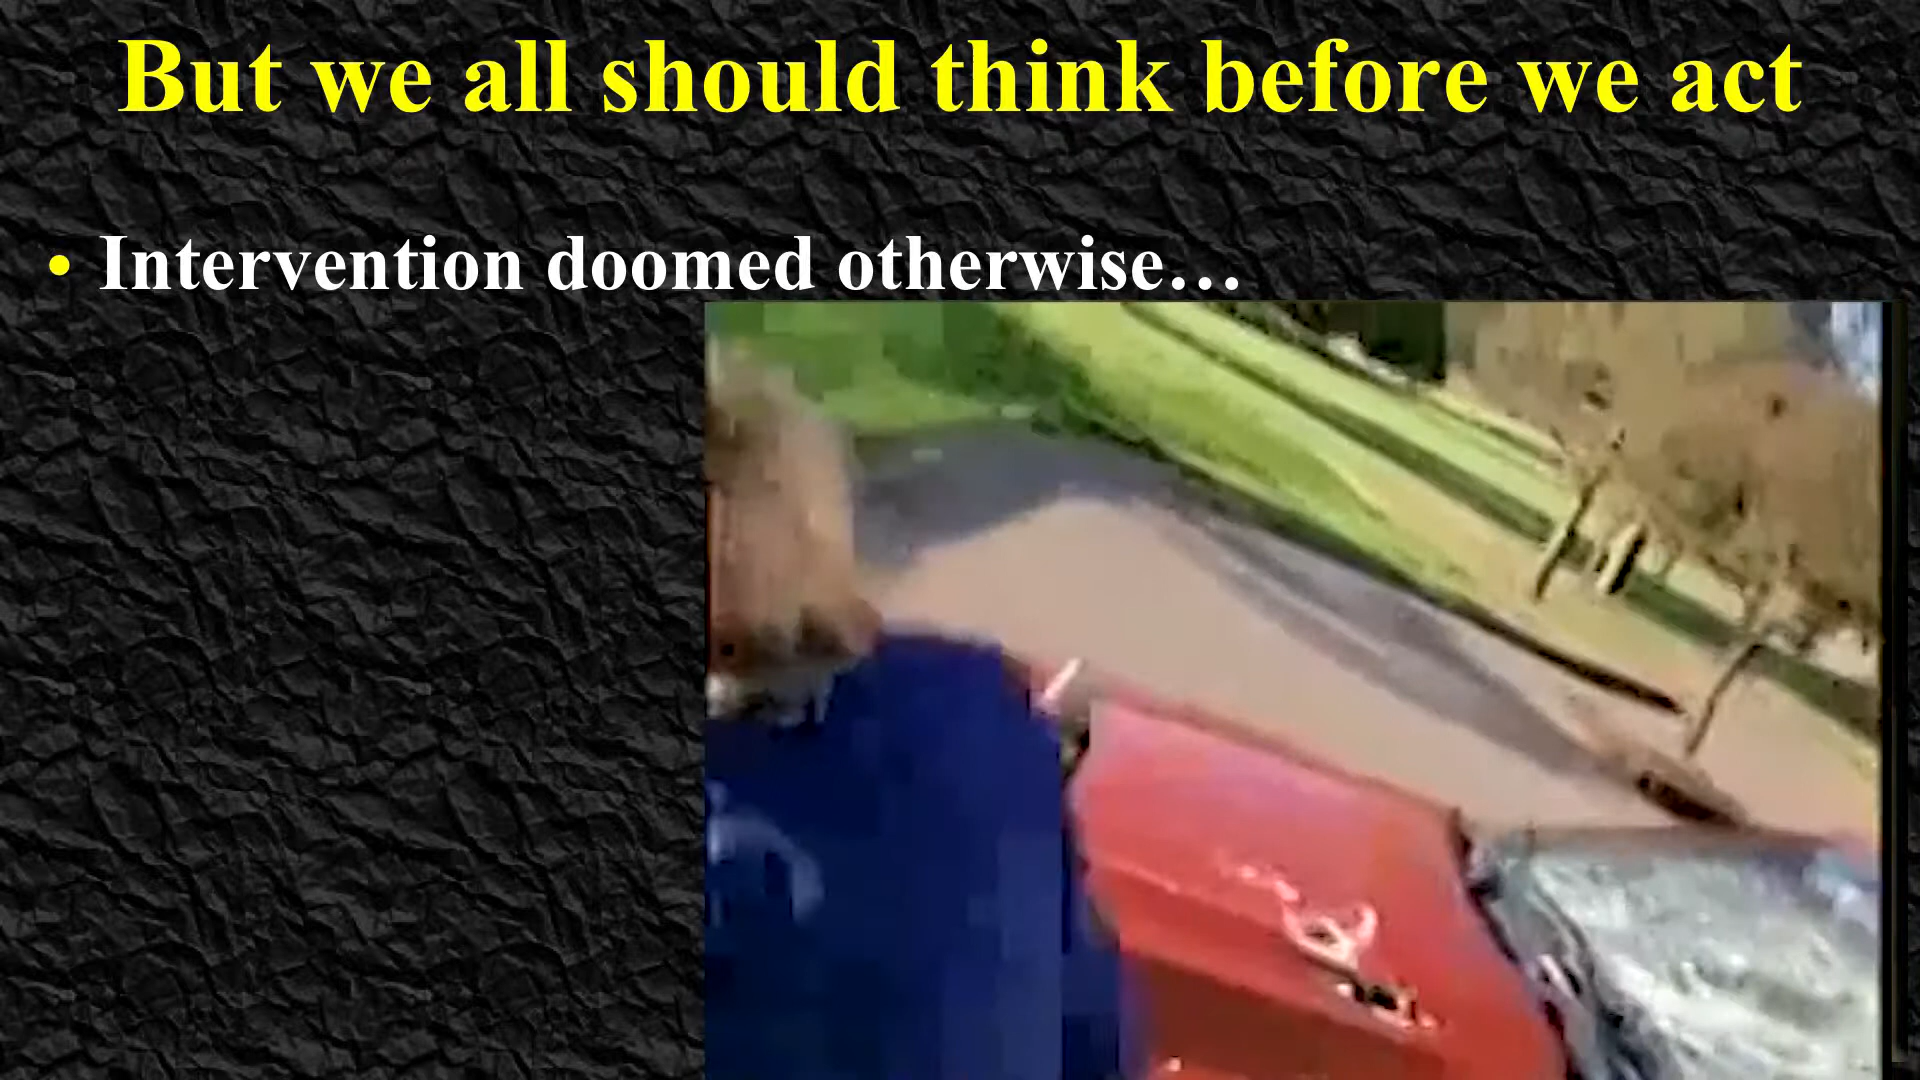 But we all should think before we act
• Intervention doomed otherwise…